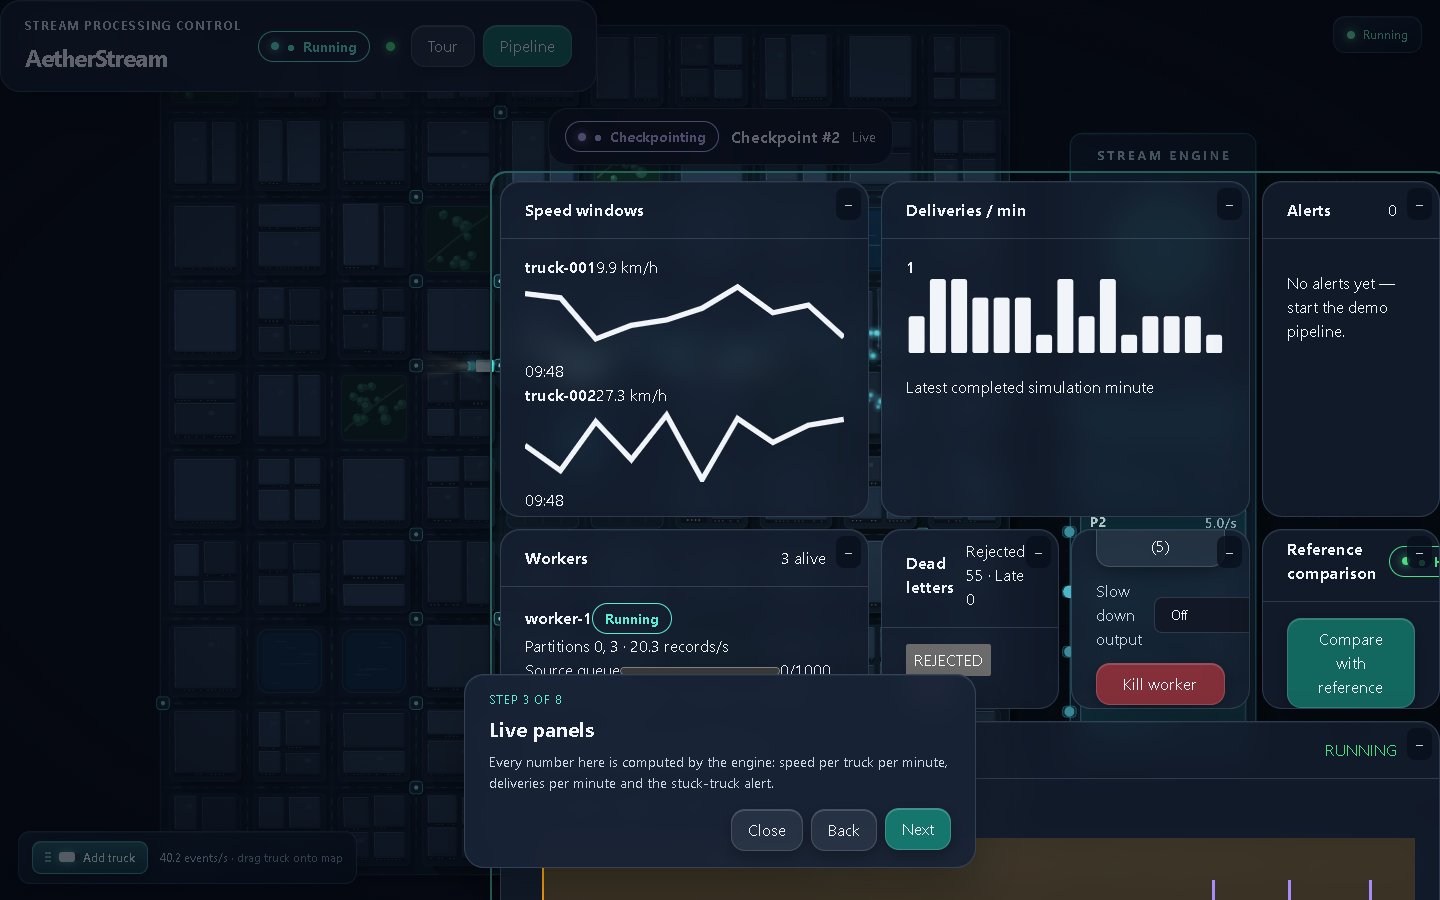 STREAM PROCESSING CONTROL
AetherStream
Running
Tour
Pipeline
Running
Checkpointing
Checkpoint #2
Live
STREAM ENGINE
Speed windows
truck-001 9.9 km/h
09:48
truck-002 27.3 km/h
09:48
Deliveries / min
1
Latest completed simulation minute
Alerts
0
No alerts yet —
start the demo
pipeline.
P2
5.0/s
Workers
3 alive
worker-1
Running
Partitions 0, 3 · 20.3 records/s
Source queue 0/1000
Dead
letters
Rejected
55 · Late
0
REJECTED
(5)
Slow
down
output
Off
Kill worker
Reference
comparison
Compare
with
reference
STEP 3 OF 8
Live panels
Every number here is computed by the engine: speed per truck per minute,
deliveries per minute and the stuck-truck alert.
Close
Back
Next
RUNNING
Add truck
40.2 events/s · drag truck onto map